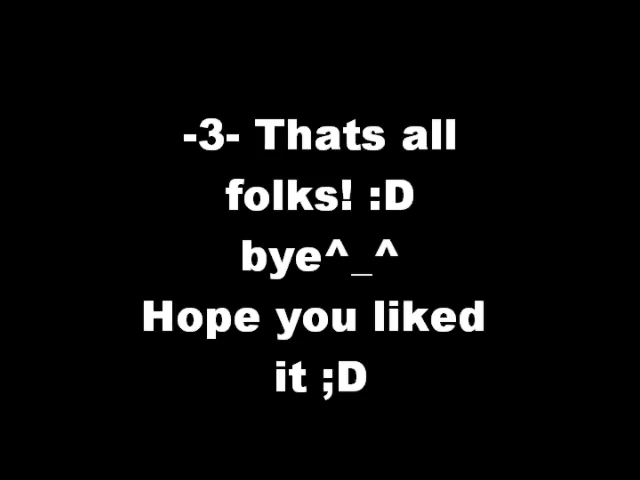 -3- Thats all
folks! :D
bye^_^
Hope you liked
it ;D